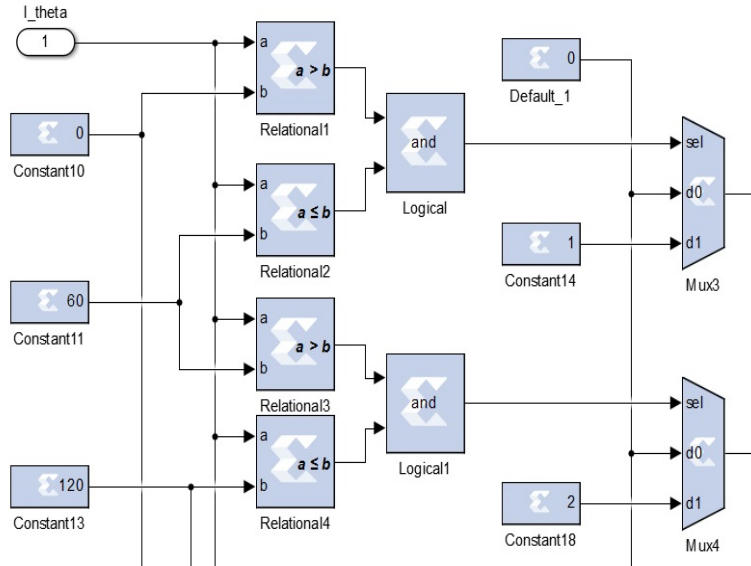 I_theta
1
a
b
a > b
Relational1
0
Constant10
0
Default_1
and
Logical
sel
d0
d1
Mux3
a
b
a ≤ b
Relational2
1
Constant14
60
Constant11
a
b
a > b
Relational3
and
Logical1
sel
d0
d1
Mux4
a
b
a ≤ b
Relational4
120
Constant13
2
Constant18